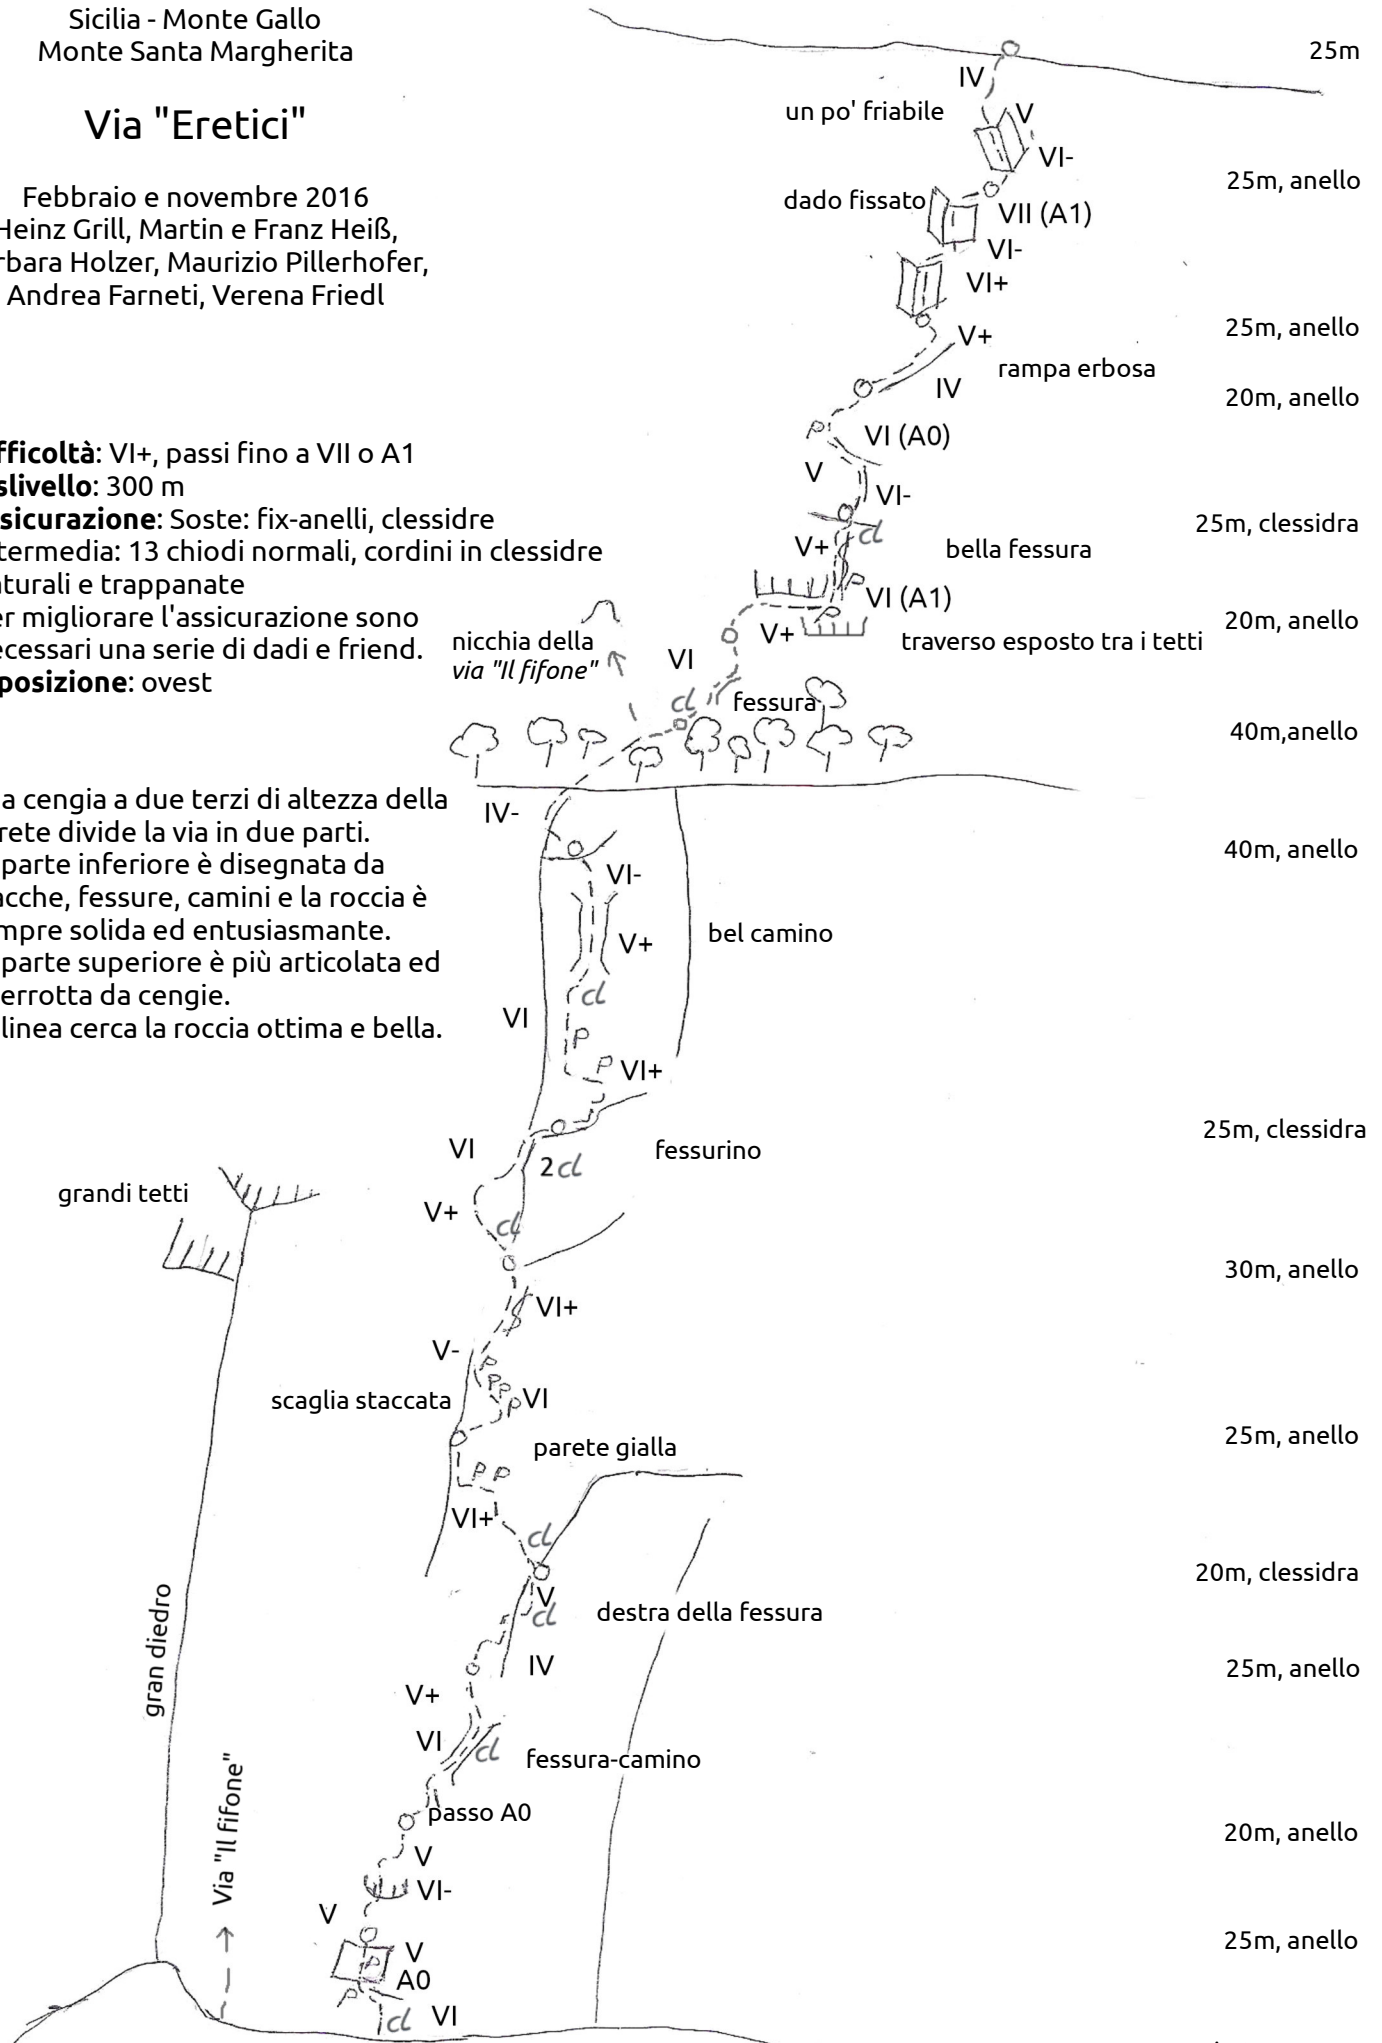 Sicilia - Monte Gallo
Monte Santa Margherita
Via "Eretici"
Febbraio e novembre 2016
Heinz Grill, Martin e Franz Heiß,
rbara Holzer, Maurizio Pillerhofer,
Andrea Farneti, Verena Friedl
fficoltà: VI+, passi fino a VII o A1
slivello: 300 m
sicurazione: Soste: fix-anelli, clessidre
termedia: 13 chiodi normali, cordini in clessidre
aturali e trappanate
er migliorare l'assicurazione sono
ecessari una serie di dadi e friend.
posizione: ovest
a cengia a due terzi di altezza della
rete divide la via in due parti.
parte inferiore è disegnata da
acche, fessure, camini e la roccia è
mpre solida ed entusiasmante.
parte superiore è più articolata ed
errotta da cengie.
linea cerca la roccia ottima e bella.
25m
IV
un po' friabile
V
VI-
25m, anello
dado fissato
VII (A1)
VI-
VI+
25m, anello
V+
rampa erbosa
IV
20m, anello
P
VI (A0)
V
VI-
25m, clessidra
cl
V+
bella fessura
P
VI (A1)
P
20m, anello
V+
traverso esposto tra i tetti
nicchia della
via "Il fifone"
VI
cl
fessura
40m,anello
IV-
40m, anello
VI-
V+
bel camino
cl
VI
P
P
VI+
25m, clessidra
VI
fessurino
2cl
grandi tetti
V+
cl
30m, anello
VI+
P
V-
P
P
P
P
VI
scaglia staccata
25m, anello
parete gialla
P P
VI+
cl
20m, clessidra
V
cl
destra della fessura
IV
25m, anello
V+
VI
cl
fessura-camino
passo A0
20m, anello
V
VI-
V
25m, anello
V
P
A0
P
cl
VI
gran diedro
Via "Il fifone"